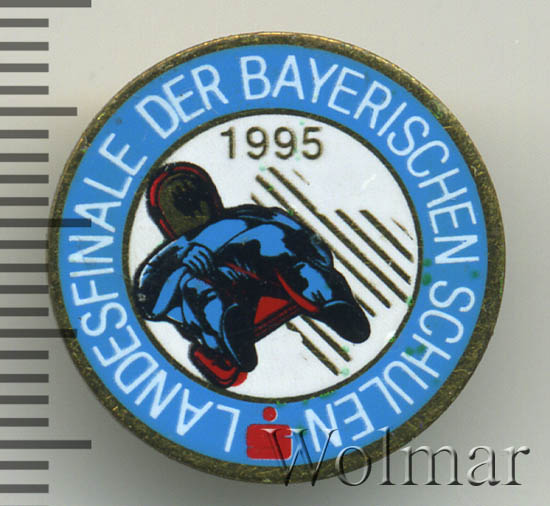 LANDESFINALE DER BAYERISCHEN SCHULEN
1995
Wolmar